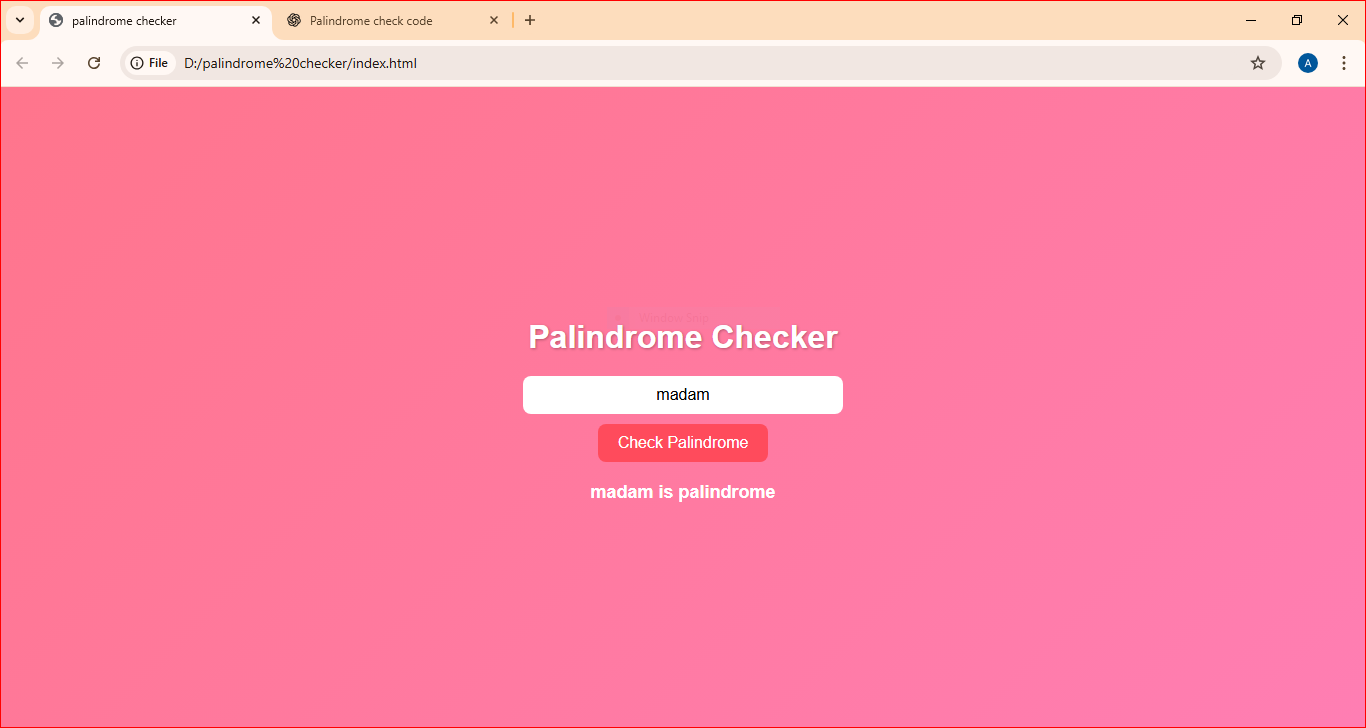 palindrome checker
Palindrome check code
File
D:/palindrome%20checker/index.html
A
Palindrome Checker
madam
Check Palindrome
madam is palindrome